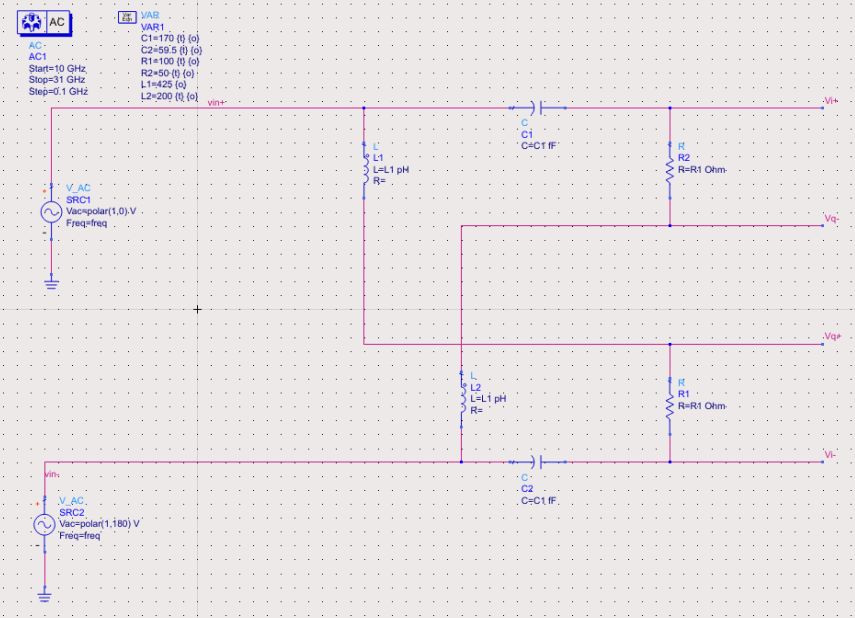 AC
AC
AC1
Start=10 GHz
Stop=31 GHz
Step=0.1 GHz
Var
Eqn
VAR
VAR1
C1=170 {t} {o}
C2=59.5 {t} {o}
R1=100 {t} {o}
R2=50 {t} {o}
L1=425 {o}
L2=200 {t} {o}
vin+
V_AC
SRC1
Vac=polar(1,0) V
Freq=freq
L
L1
L=L1 pH
R=
C
C1
C=C1 fF
R
R2
R=R1 Ohm
Vi+
Vq-
Vq+
L
L2
L=L1 pH
R=
R
R1
R=R1 Ohm
Vi-
vin-
V_AC
SRC2
Vac=polar(1,180) V
Freq=freq
C
C2
C=C1 fF